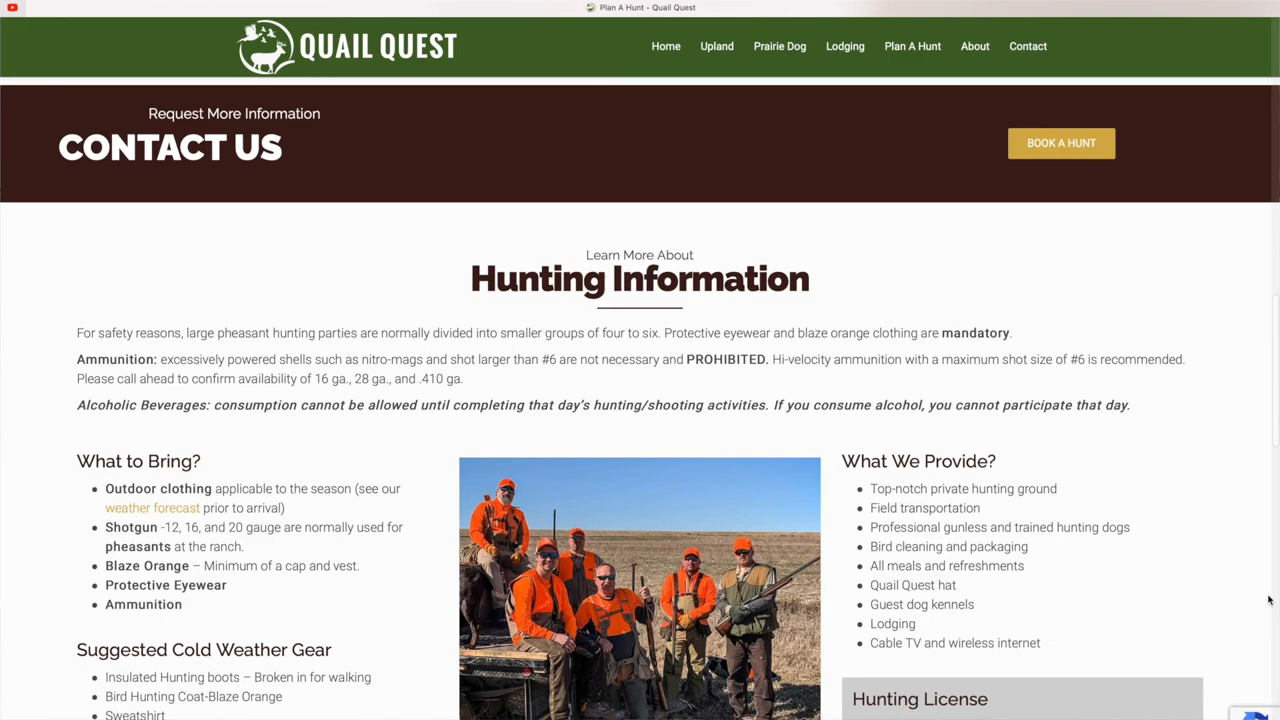 Plan A Hunt - Quail Quest
QUAIL QUEST
Home Upland Prairie Dog Lodging Plan A Hunt About Contact
Request More Information
CONTACT US
BOOK A HUNT
Learn More About
Hunting Information
For safety reasons, large pheasant hunting parties are normally divided into smaller groups of four to six. Protective eyewear and blaze orange clothing are mandatory.
Ammunition: excessively powered shells such as nitro-mags and shot larger than #6 are not necessary and PROHIBITED. Hi-velocity ammunition with a maximum shot size of #6 is recommended.
Please call ahead to confirm availability of 16 ga., 28 ga., and .410 ga.
Alcoholic Beverages: consumption cannot be allowed until completing that day's hunting/shooting activities. If you consume alcohol, you cannot participate that day.
What to Bring?
Outdoor clothing applicable to the season (see our
weather forecast prior to arrival)
Shotgun -12, 16, and 20 gauge are normally used for
pheasants at the ranch.
Blaze Orange – Minimum of a cap and vest.
Protective Eyewear
Ammunition
Suggested Cold Weather Gear
Insulated Hunting boots – Broken in for walking
Bird Hunting Coat-Blaze Orange
Sweatshirt
What We Provide?
Top-notch private hunting ground
Field transportation
Professional gunless and trained hunting dogs
Bird cleaning and packaging
All meals and refreshments
Quail Quest hat
Guest dog kennels
Lodging
Cable TV and wireless internet
Hunting License